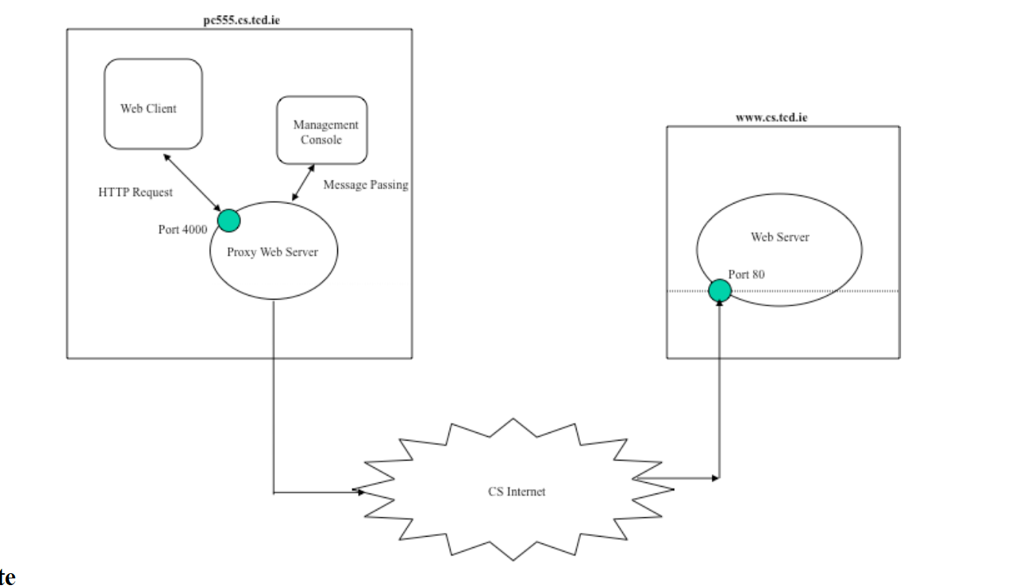 pc555.cs.tcd.ie
Web Client
Management
Console
www.cs.tcd.ie
HTTP Request
Message Passing
Port 4000
Proxy Web Server
Web Server
Port 80
CS Internet
te